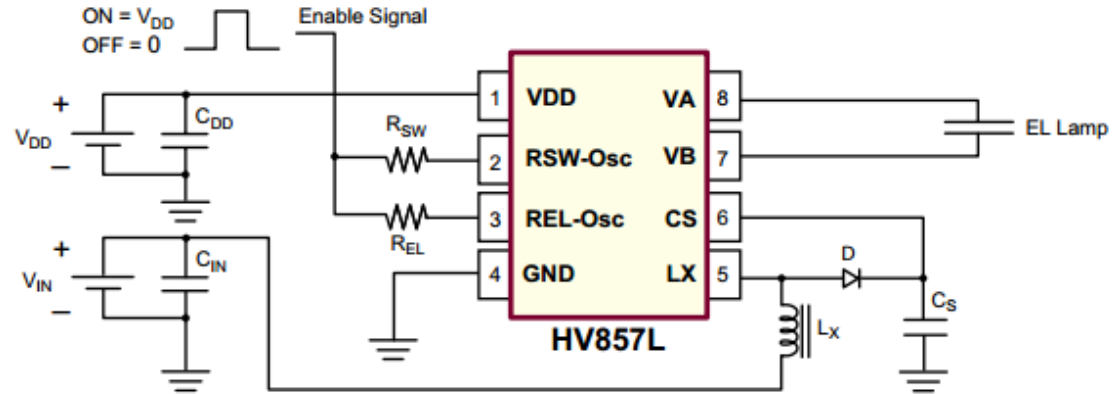 ON = VDD
OFF = 0
Enable Signal
+
VDD
–
CDD
RSW
REL
1 VDD
2 RSW-Osc
3 REL-Osc
4 GND
VA 8
VB 7
CS 6
LX 5
HV857L
EL Lamp
+
VIN
–
CIN
D
LX
CS